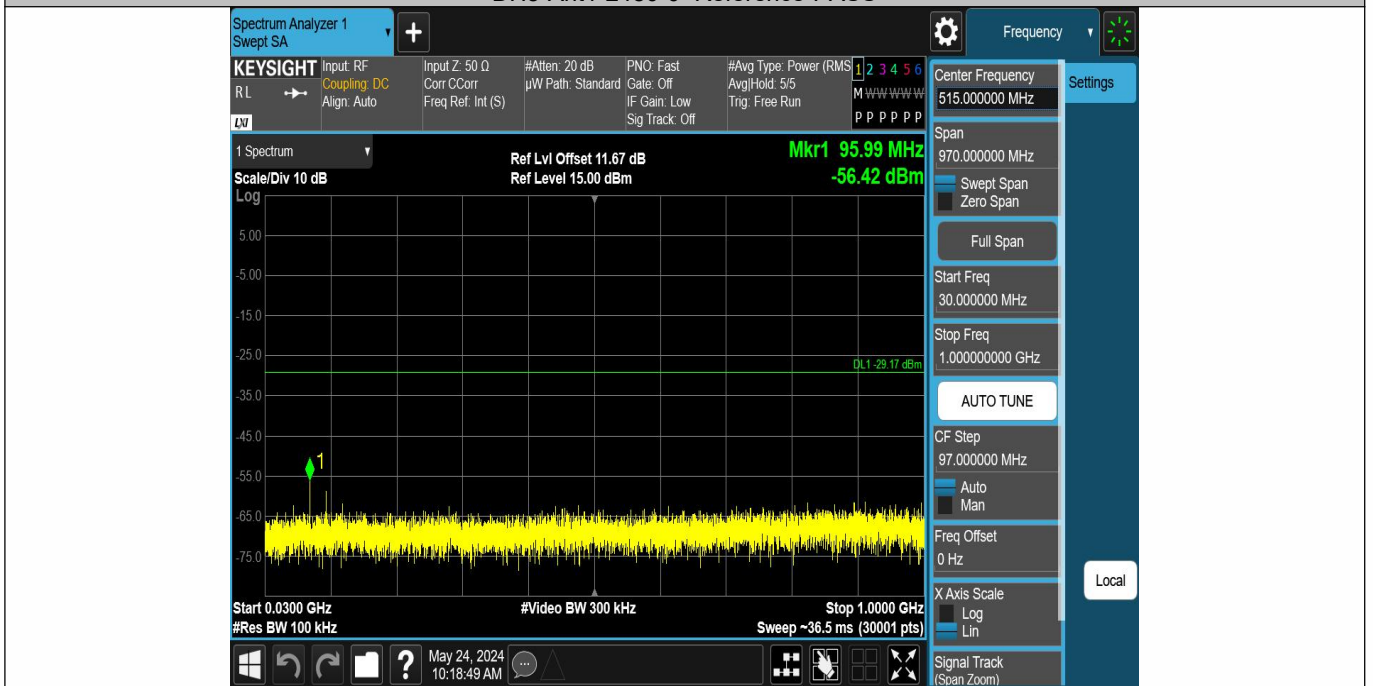 Spectrum Analyzer 1
Swept SA
Frequency
KEYSIGHT
RL
LXI
Input: RF
Coupling: DC
Align: Auto
Input Z: 50 Ω
Corr CCorr
Freq Ref: Int (S)
#Atten: 20 dB
µW Path: Standard
PNO: Fast
Gate: Off
IF Gain: Low
Sig Track: Off
#Avg Type: Power (RMS
Avg|Hold: 5/5
Trig: Free Run
1 2 3 4 5 6
M W W W W W
P P P P P P
1 Spectrum
Scale/Div 10 dB
Log
Ref Lvl Offset 11.67 dB
Ref Level 15.00 dBm
Mkr1 95.99 MHz
-56.42 dBm
5.00
-5.00
-15.0
-25.0
DL1 -29.17 dBm
-35.0
-45.0
1
-55.0
-65.0
-75.0
Start 0.0300 GHz
#Res BW 100 kHz
#Video BW 300 kHz
Stop 1.0000 GHz
Sweep ~36.5 ms (30001 pts)
?
May 24, 2024
10:18:49 AM
Center Frequency
515.000000 MHz
Settings
Span
970.000000 MHz
Swept Span
Zero Span
Full Span
Start Freq
30.000000 MHz
Stop Freq
1.000000000 GHz
AUTO TUNE
CF Step
97.000000 MHz
Auto
Man
Freq Offset
0 Hz
X Axis Scale
Log
Lin
Signal Track
(Span Zoom)
Local